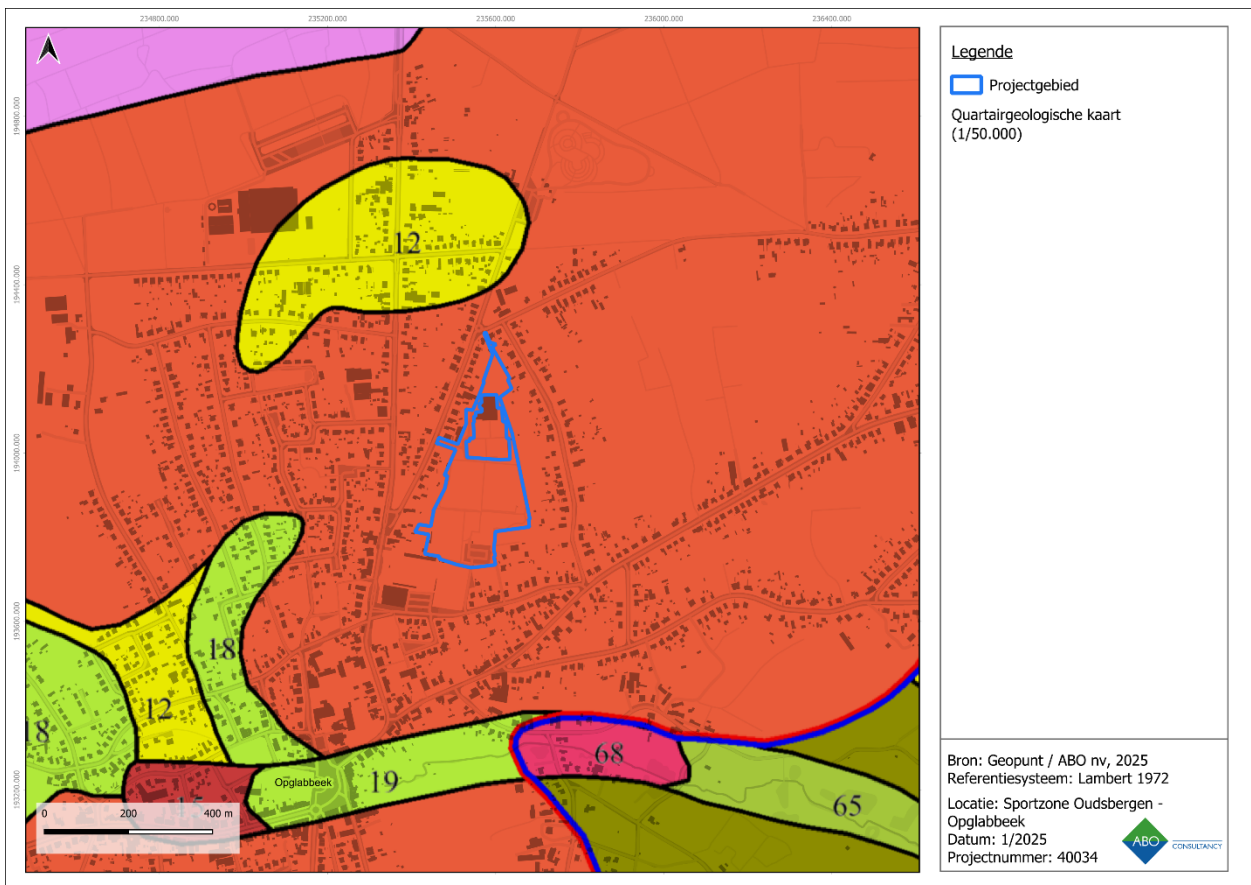 234800.000
235200.000
235600.000
236000.000
236400.000
194800.000
194400.000
194000.000
193600.000
193200.000
12
18
12
18
19
Opglabbeek
68
65
0 200 400 m
Legende
Projectgebied
Quartairgeologische kaart
(1/50.000)
Bron: Geopunt / ABO nv, 2025
Referentiesysteem: Lambert 1972
Locatie: Sportzone Oudsbergen -
Opglabbeek
Datum: 1/2025
Projectnummer: 40034
ABO
CONSULTANCY